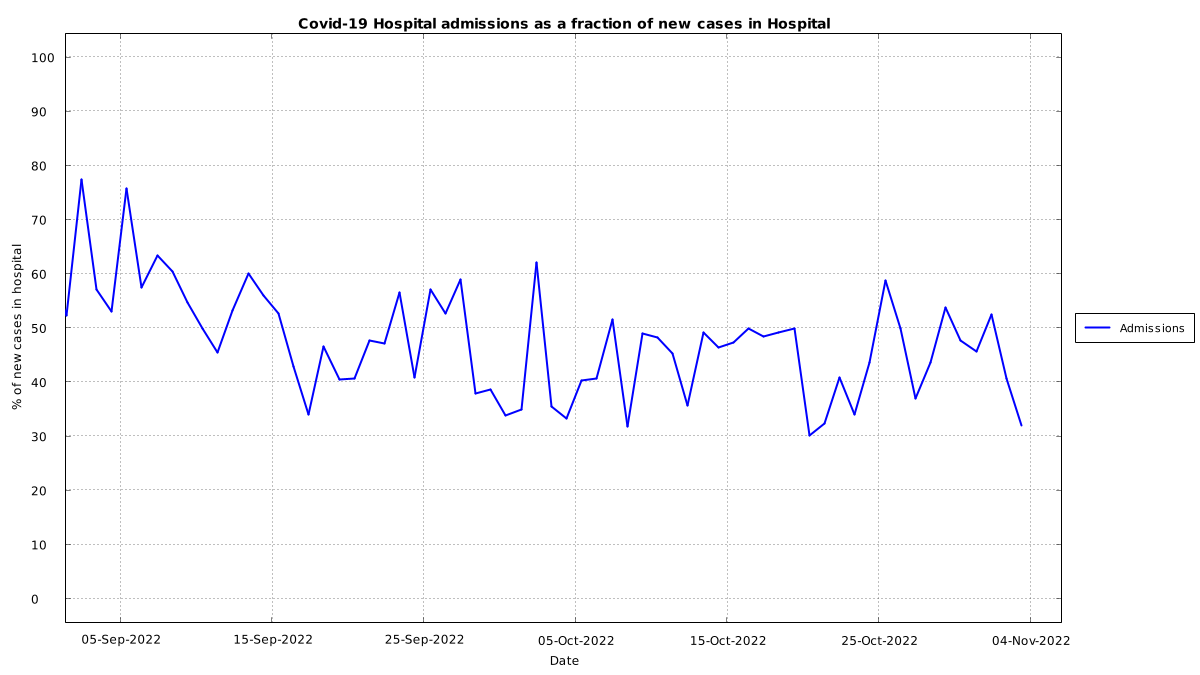 Covid-19 Hospital admissions as a fraction of new cases in Hospital
100
90
80
70
60
50
40
30
20
10
0
% of new cases in hospital
Admissions
05-Sep-2022 15-Sep-2022 25-Sep-2022 05-Oct-2022 15-Oct-2022 25-Oct-2022 04-Nov-2022
Date